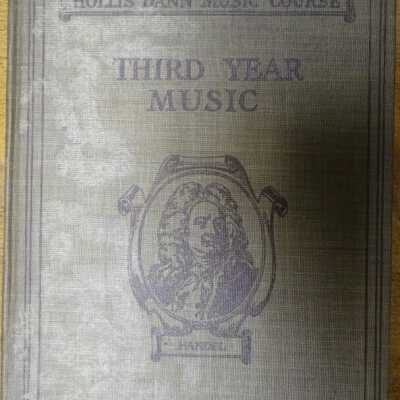 HOLLIS DANN MUSIC COURSE
THIRD YEAR
MUSIC
HANDEL